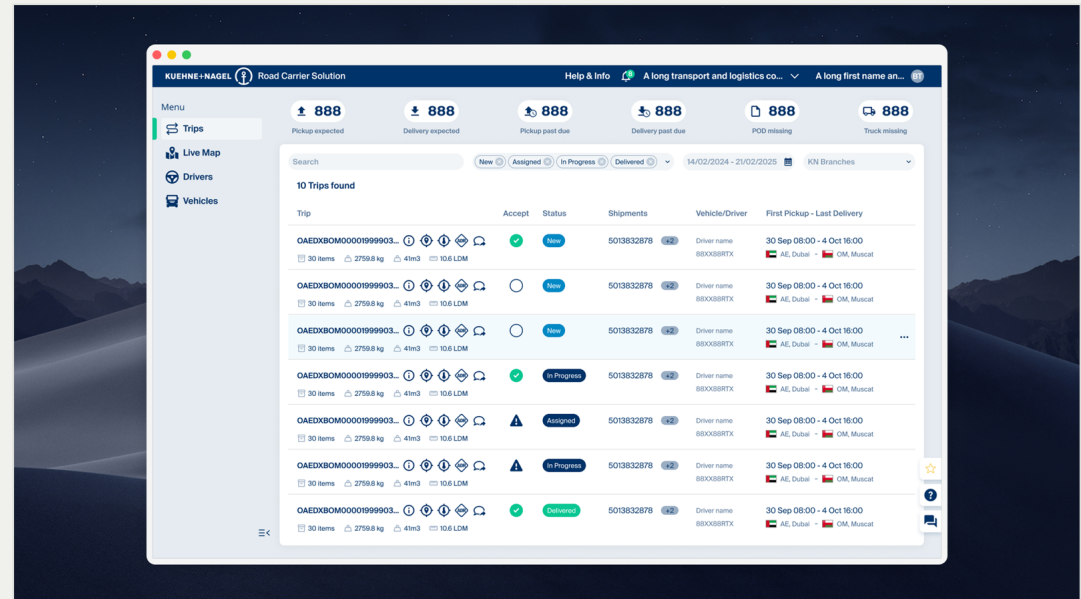 KUEHNE+NAGEL Road Carrier Solution Help & Info 8 A long transport and logistics co... A long first name an... BT
Menu
Trips
Live Map
Drivers
Vehicles
888 888 888 888 888 888
Pickup expected Delivery expected Pickup past due Delivery past due POD missing Truck missing
Search New Assigned In Progress Delivered 14/02/2024 - 21/02/2025 KN Branches
10 Trips found
Trip Accept Status Shipments Vehicle/Driver First Pickup - Last Delivery
OAEDXBOM00001999903... New 5013832878 +2 Driver name 30 Sep 08:00 - 4 Oct 16:00
30 items 2759.8 kg 41m3 10.6 LDM 88XX88RTX AE, Dubai - OM, Muscat
OAEDXBOM00001999903... New 5013832878 +2 Driver name 30 Sep 08:00 - 4 Oct 16:00
30 items 2759.8 kg 41m3 10.6 LDM 88XX88RTX AE, Dubai - OM, Muscat
OAEDXBOM00001999903... New 5013832878 +2 Driver name 30 Sep 08:00 - 4 Oct 16:00
30 items 2759.8 kg 41m3 10.6 LDM 88XX88RTX AE, Dubai - OM, Muscat
OAEDXBOM00001999903... In Progress 5013832878 +2 Driver name 30 Sep 08:00 - 4 Oct 16:00
30 items 2759.8 kg 41m3 10.6 LDM 88XX88RTX AE, Dubai - OM, Muscat
OAEDXBOM00001999903... Assigned 5013832878 +2 Driver name 30 Sep 08:00 - 4 Oct 16:00
30 items 2759.8 kg 41m3 10.6 LDM 88XX88RTX AE, Dubai - OM, Muscat
OAEDXBOM00001999903... In Progress 5013832878 +2 Driver name 30 Sep 08:00 - 4 Oct 16:00
30 items 2759.8 kg 41m3 10.6 LDM 88XX88RTX AE, Dubai - OM, Muscat
OAEDXBOM00001999903... Delivered 5013832878 +2 Driver name 30 Sep 08:00 - 4 Oct 16:00
30 items 2759.8 kg 41m3 10.6 LDM 88XX88RTX AE, Dubai - OM, Muscat